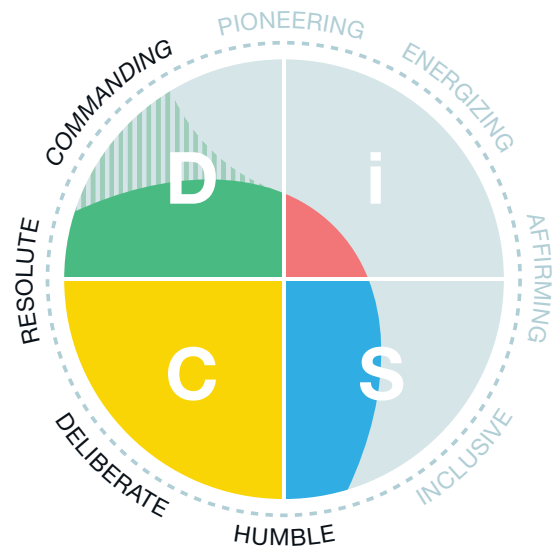 PIONEERING
ENERGIZING
AFFIRMING
INCLUSIVE
HUMBLE
DELIBERATE
RESOLUTE
COMMANDING
D
i
C
S